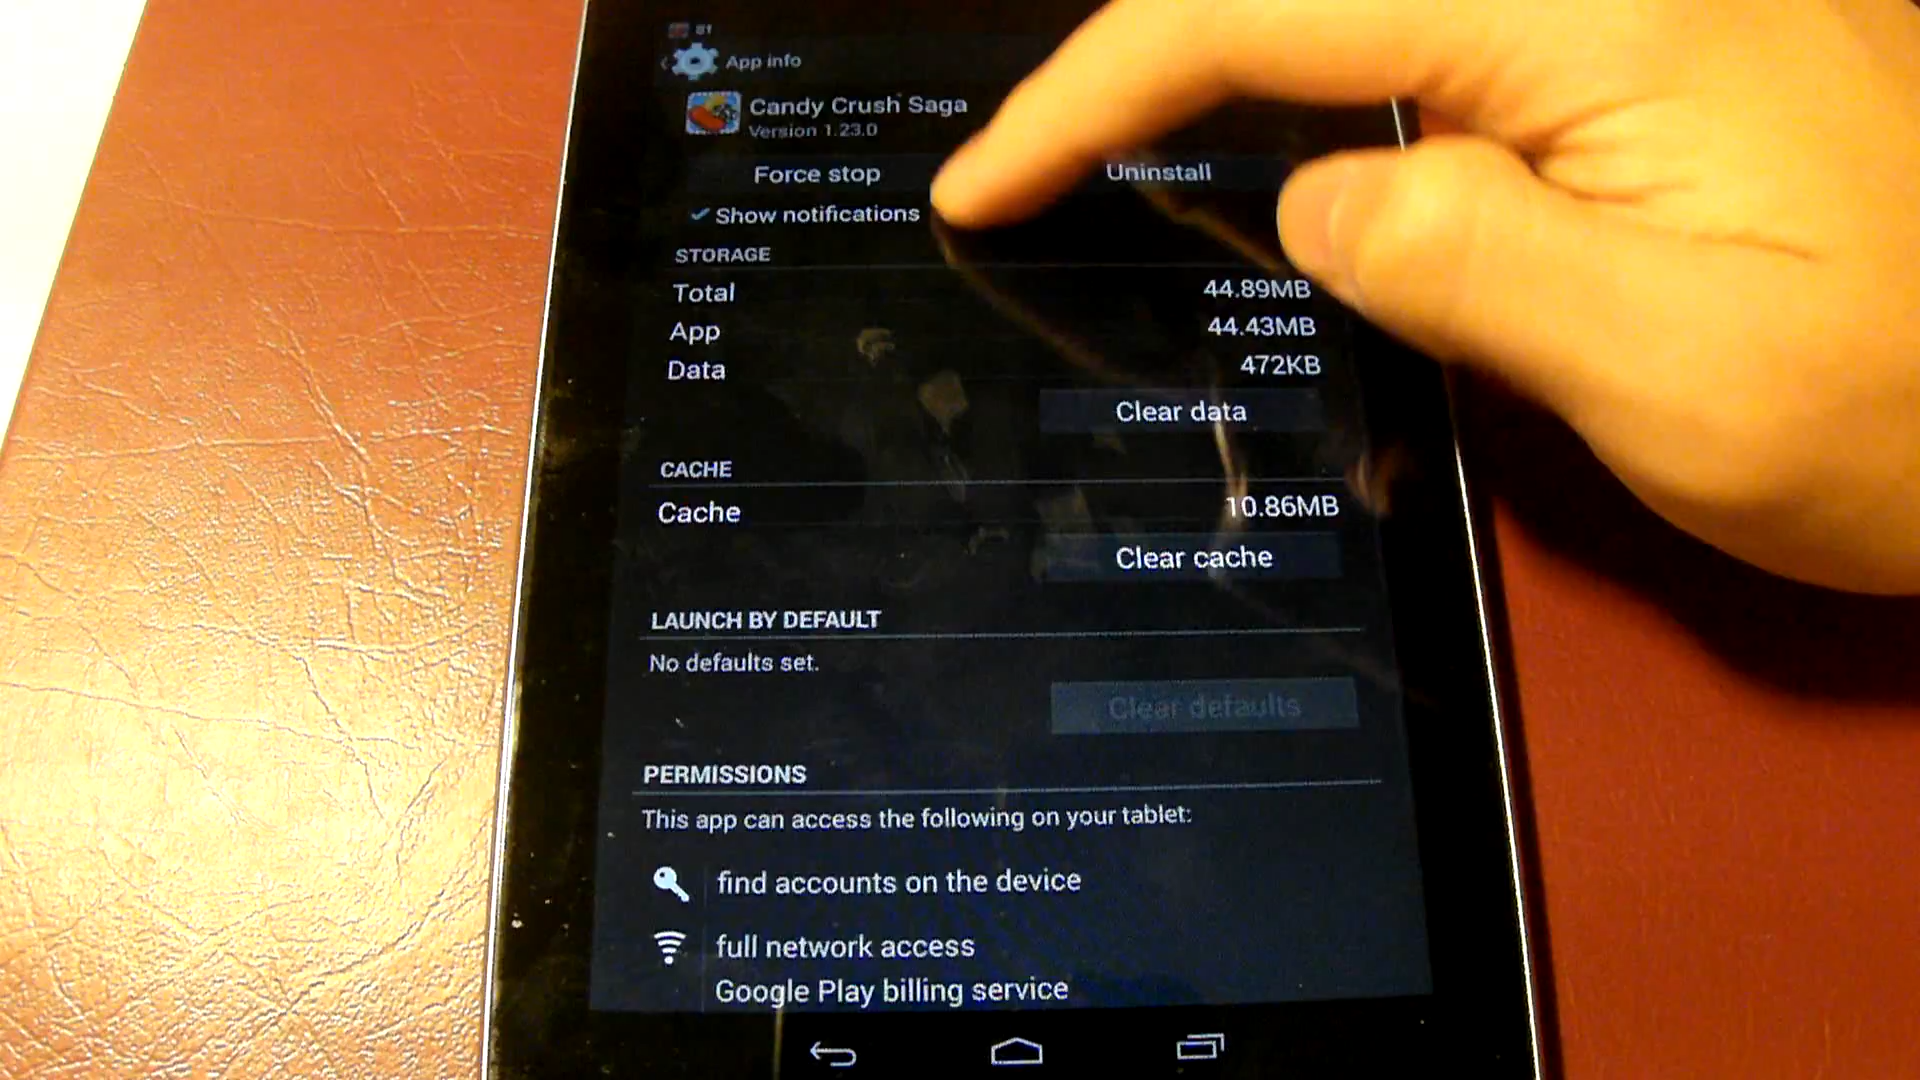 81
App info
Candy Crush Saga
Version 1.23.0
Force stop
Uninstall
Show notifications
STORAGE
Total 44.89MB
App 44.43MB
Data 472KB
Clear data
CACHE
Cache 10.86MB
Clear cache
LAUNCH BY DEFAULT
No defaults set.
Clear defaults
PERMISSIONS
This app can access the following on your tablet:
find accounts on the device
full network access
Google Play billing service